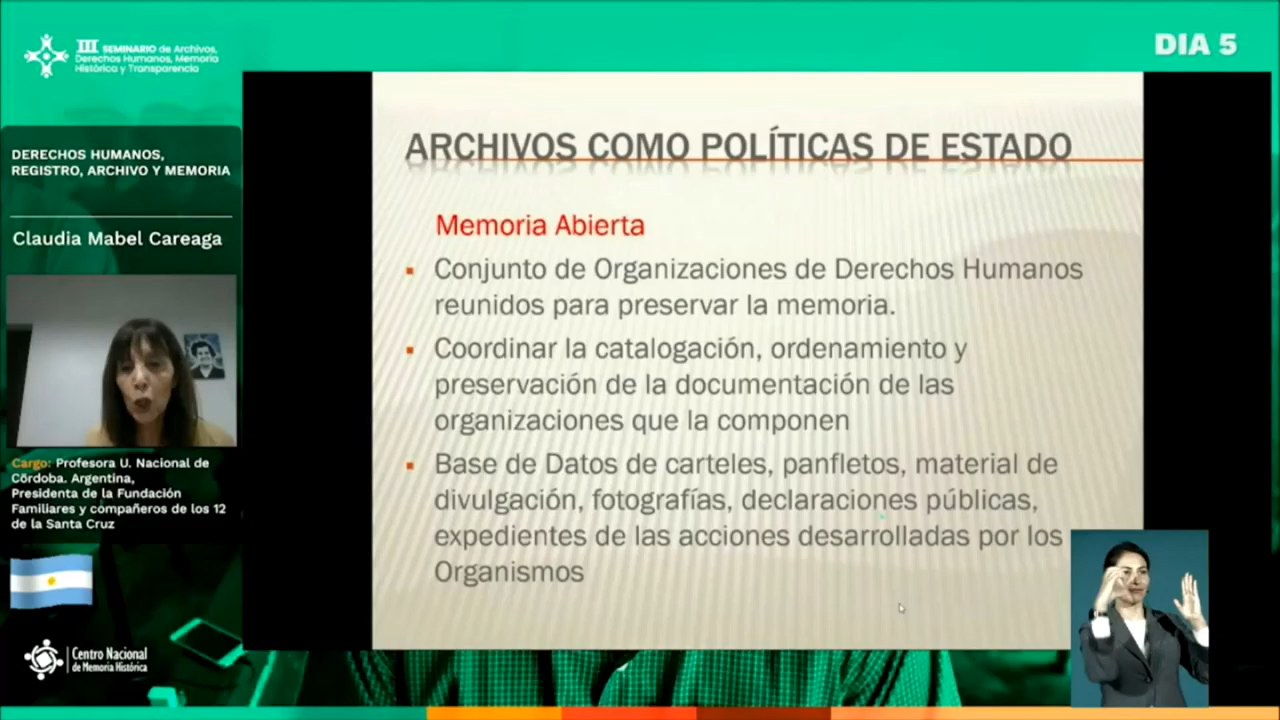 III SEMINARIO de Archivos,
Derechos Humanos, Memoria
Histórica y Transparencia
DIA 5
DERECHOS HUMANOS,
REGISTRO, ARCHIVO Y MEMORIA
Claudia Mabel Careaga
Cargo: Profesora U. Nacional de
Córdoba. Argentina,
Presidenta de la Fundación
Familiares y compañeros de los 12
de la Santa Cruz
Centro Nacional
de Memoria Histórica
ARCHIVOS COMO POLÍTICAS DE ESTADO
Memoria Abierta
Conjunto de Organizaciones de Derechos Humanos
reunidos para preservar la memoria.
Coordinar la catalogación, ordenamiento y
preservación de la documentación de las
organizaciones que la componen
Base de Datos de carteles, panfletos, material de
divulgación, fotografías, declaraciones públicas,
expedientes de las acciones desarrolladas por los
Organismos